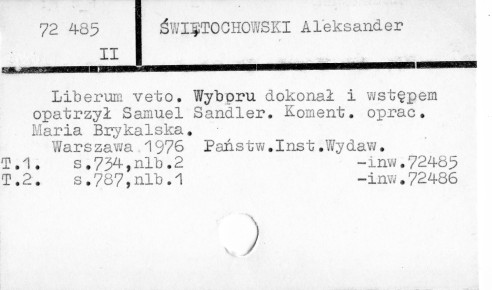 72 485
II
ŚWIĘTOCHOWSKI Aleksander
Liberum veto. Wyboru dokonał i wstępem
opatrzył Samuel Sandler. Koment. oprac.
Maria Brykalska.
Warszawa 1976 Państw.Inst.Wydaw.
T.1. s.734,nlb.2 -inw.72485
T.2. s.787,nlb.1 -inw.72486